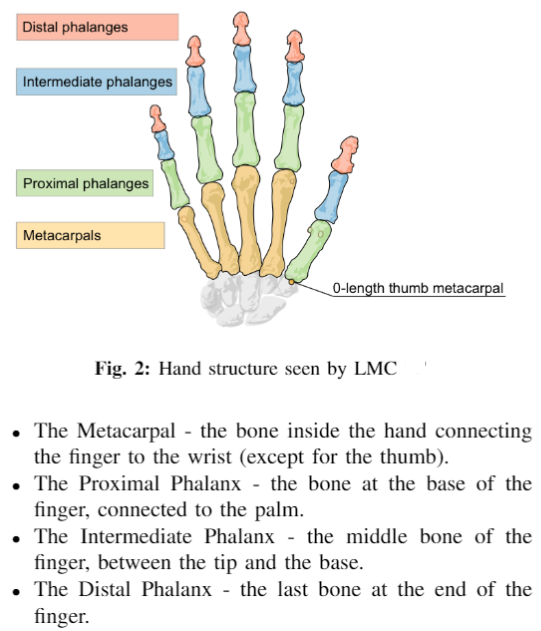 Distal phalanges
Intermediate phalanges
Proximal phalanges
Metacarpals
0-length thumb metacarpal
Fig. 2: Hand structure seen by LMC
• The Metacarpal - the bone inside the hand connecting
the finger to the wrist (except for the thumb).
• The Proximal Phalanx - the bone at the base of the
finger, connected to the palm.
• The Intermediate Phalanx - the middle bone of the
finger, between the tip and the base.
• The Distal Phalanx - the last bone at the end of the
finger.